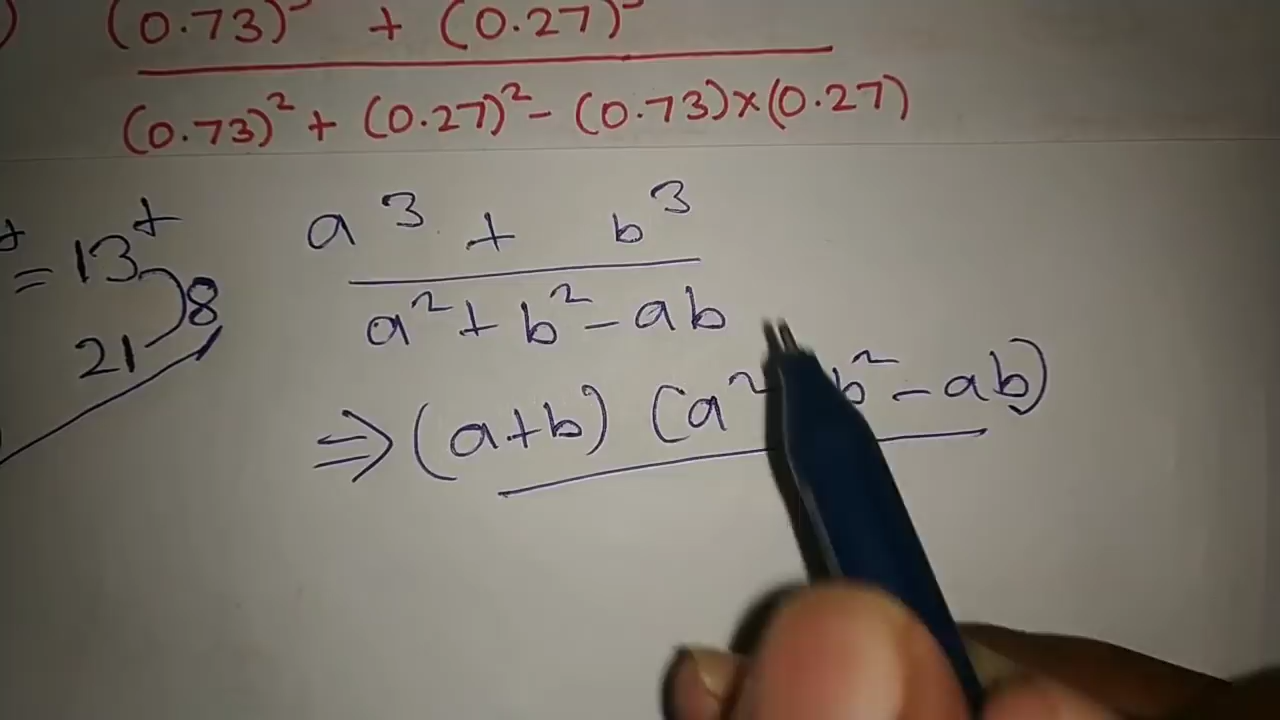 ) (0.73)³ + (0.27)³
(0.73)² + (0.27)² - (0.73)×(0.27)
+ = 13 +
8
21
a³ + b³
a² + b² - ab
⇒ (a+b) (a² b² - ab)